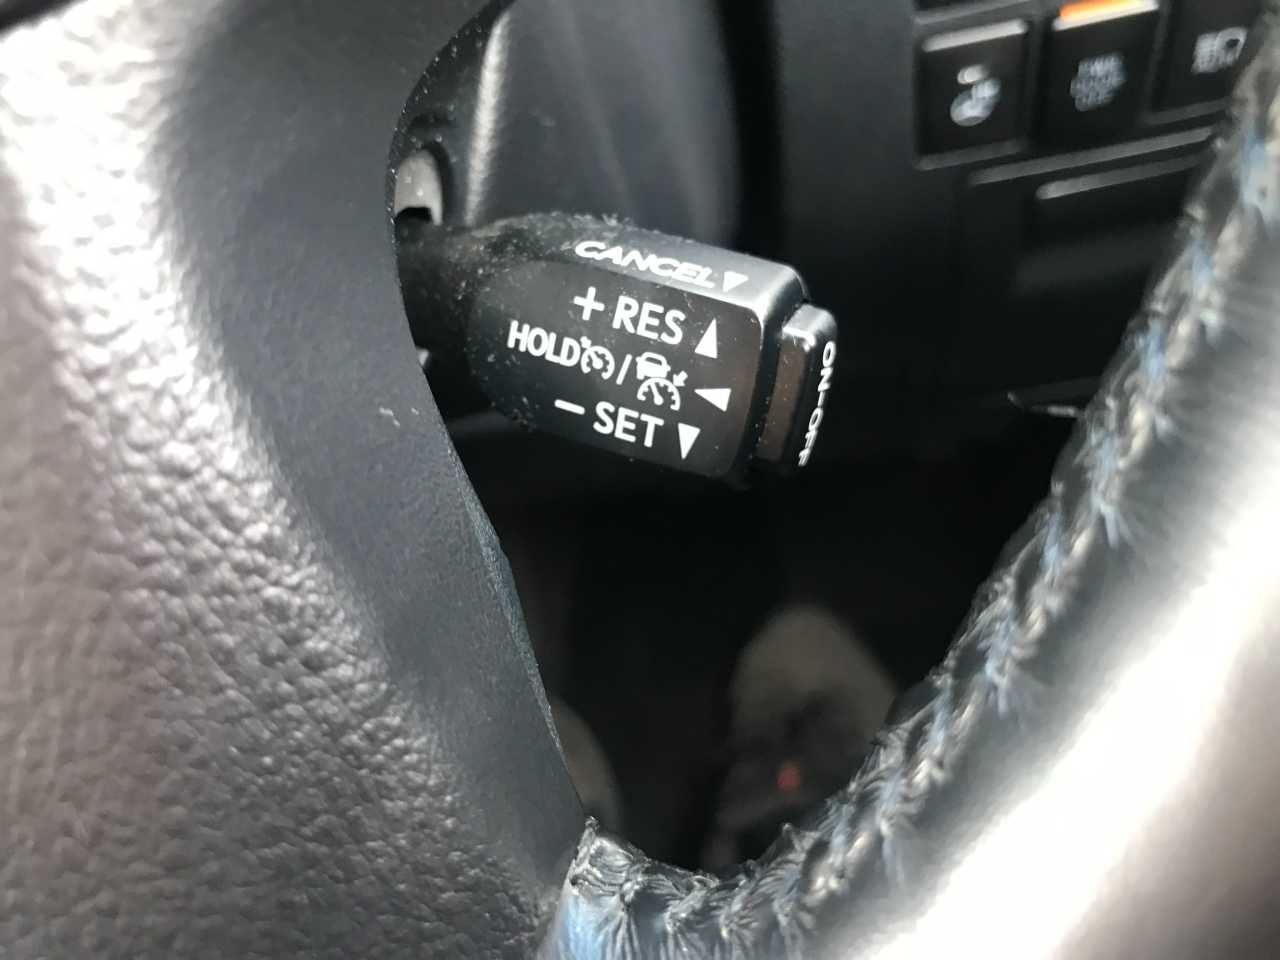 CANCEL
+ RES
HOLD /
- SET
ON-OFF